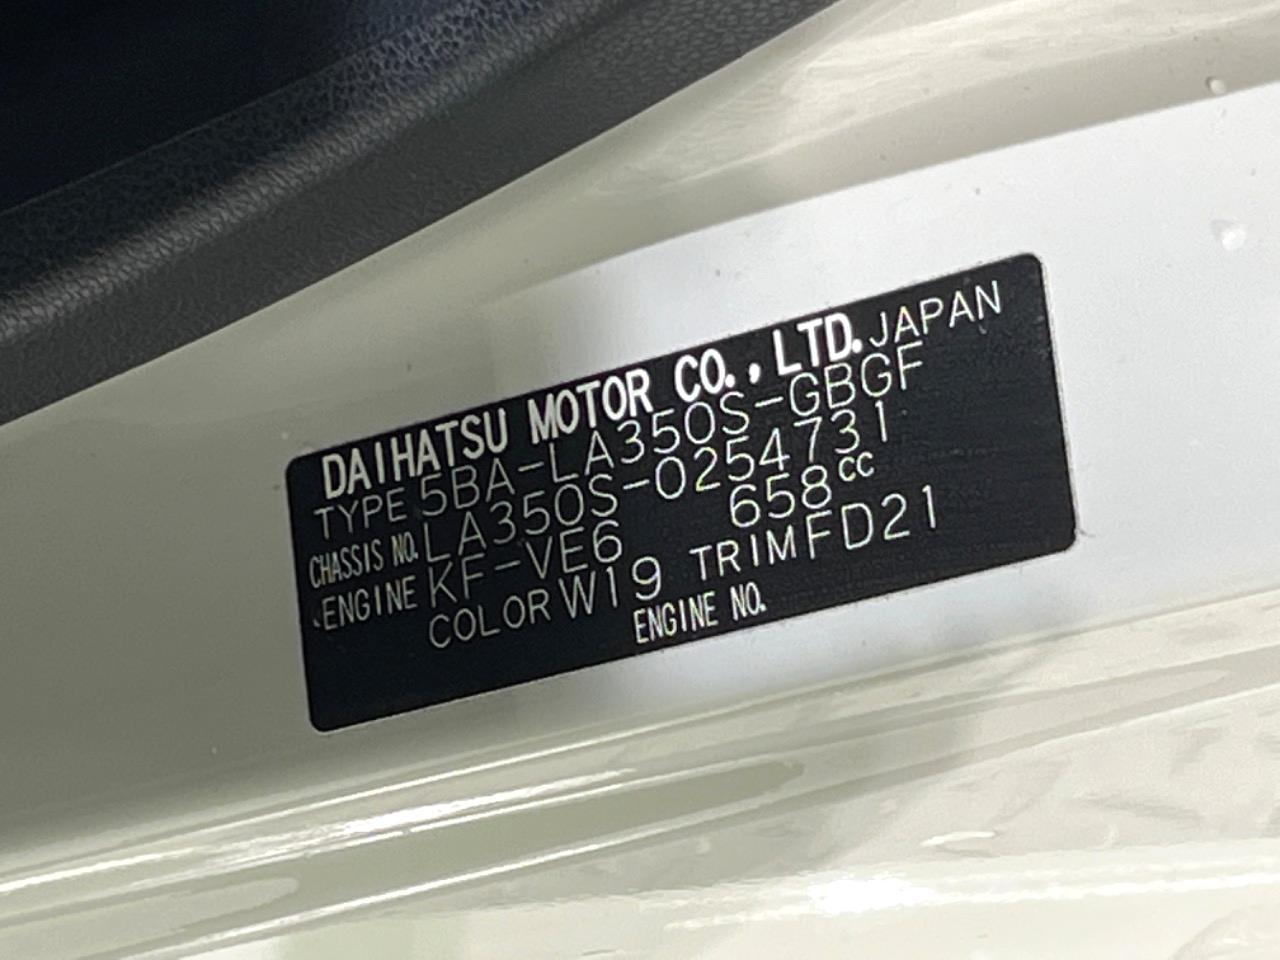 DAIHATSU MOTOR CO., LTD. JAPAN
TYPE 5BA-LA350S-GBGF
CHASSIS NO. LA350S-0254731
ENGINE KF-VE6 658cc
COLOR W19 TRIM FD21
ENGINE NO.